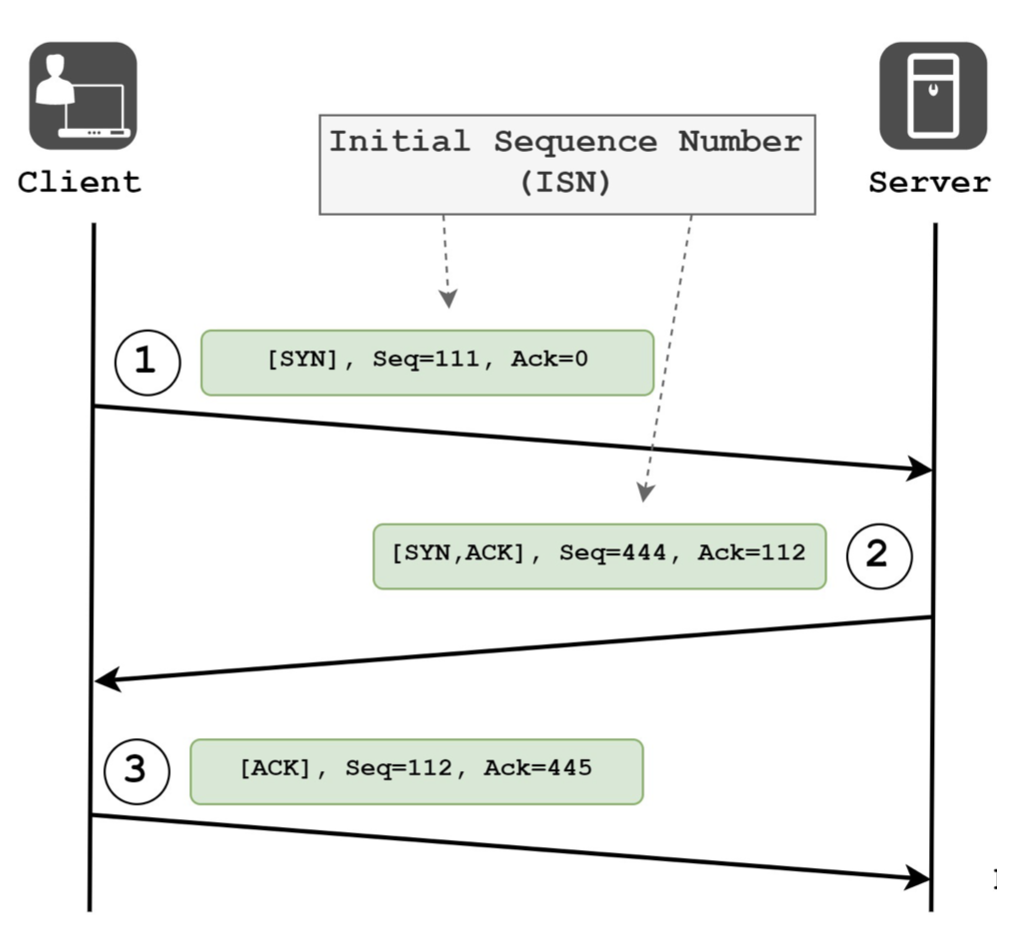 Client
Initial Sequence Number
(ISN)
Server
1
[SYN], Seq=111, Ack=0
[SYN,ACK], Seq=444, Ack=112
2
3
[ACK], Seq=112, Ack=445